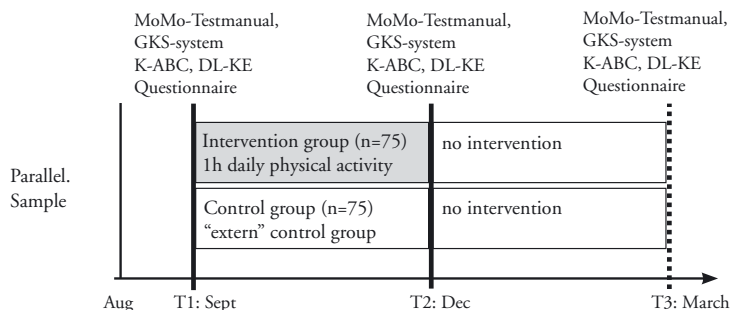 MoMo-Testmanual,
GKS-system
K-ABC, DL-KE
Questionnaire
MoMo-Testmanual,
GKS-system
K-ABC, DL-KE
Questionnaire
MoMo-Testmanual,
GKS-system
K-ABC, DL-KE
Questionnaire
Parallel.
Sample
Intervention group (n=75)
1h daily physical activity
no intervention
Control group (n=75)
“extern” control group
no intervention
Aug
T1: Sept
T2: Dec
T3: March